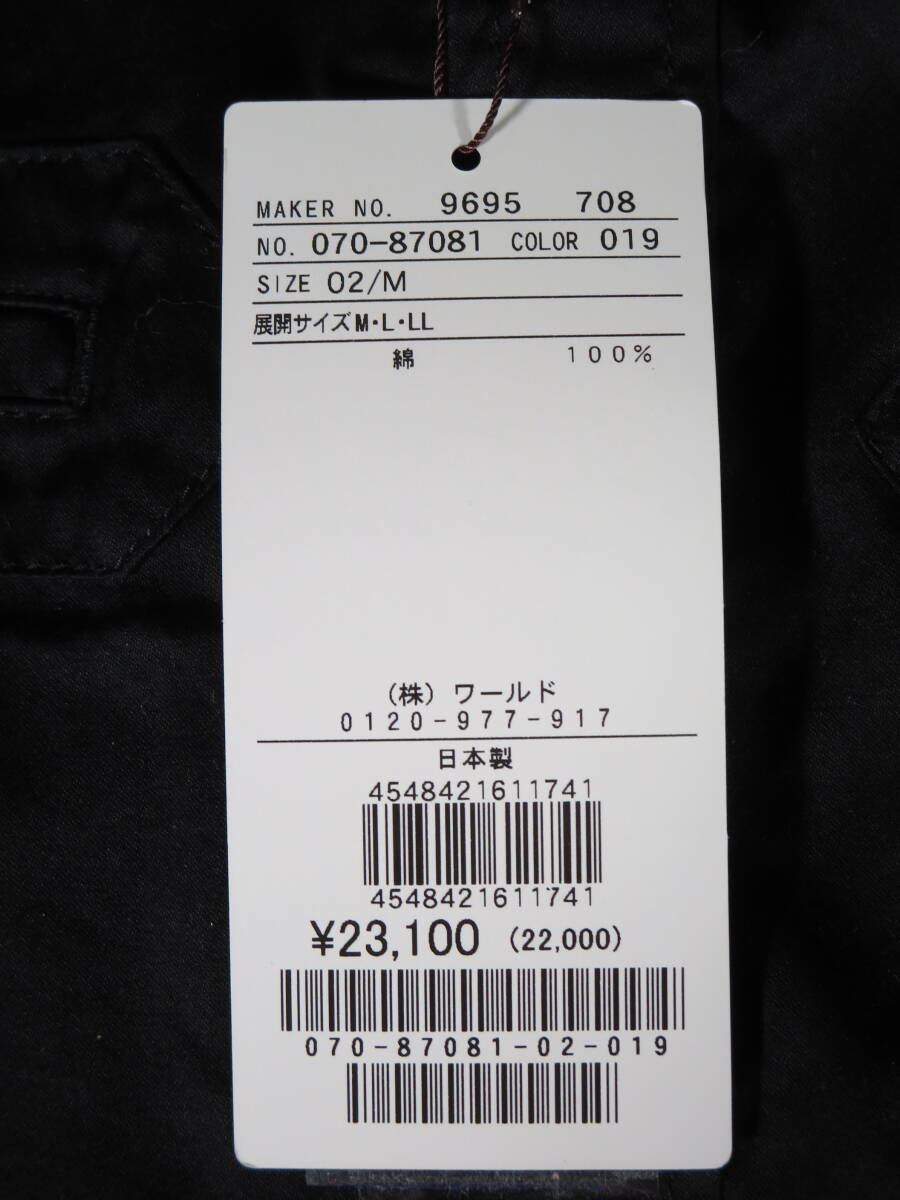 MAKER NO. 9695 708
NO. 070-87081 COLOR 019
SIZE 02/M
展開サイズM・L・LL
綿 100%
(株)ワールド
0120-977-917
日本製
4548421611741
4548421611741
¥23,100 (22,000)
070-87081-02-019